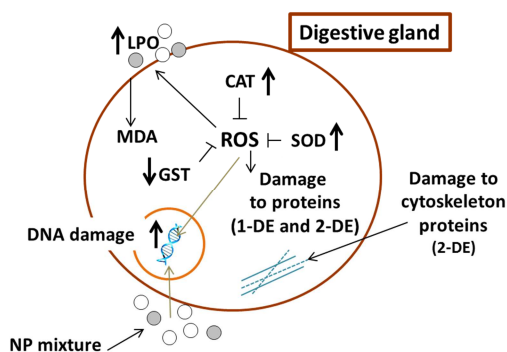 Digestive gland
LPO
CAT
MDA
ROS
SOD
GST
Damage
to proteins
(1-DE and 2-DE)
Damage to
cytoskeleton
proteins
(2-DE)
DNA damage
NP mixture